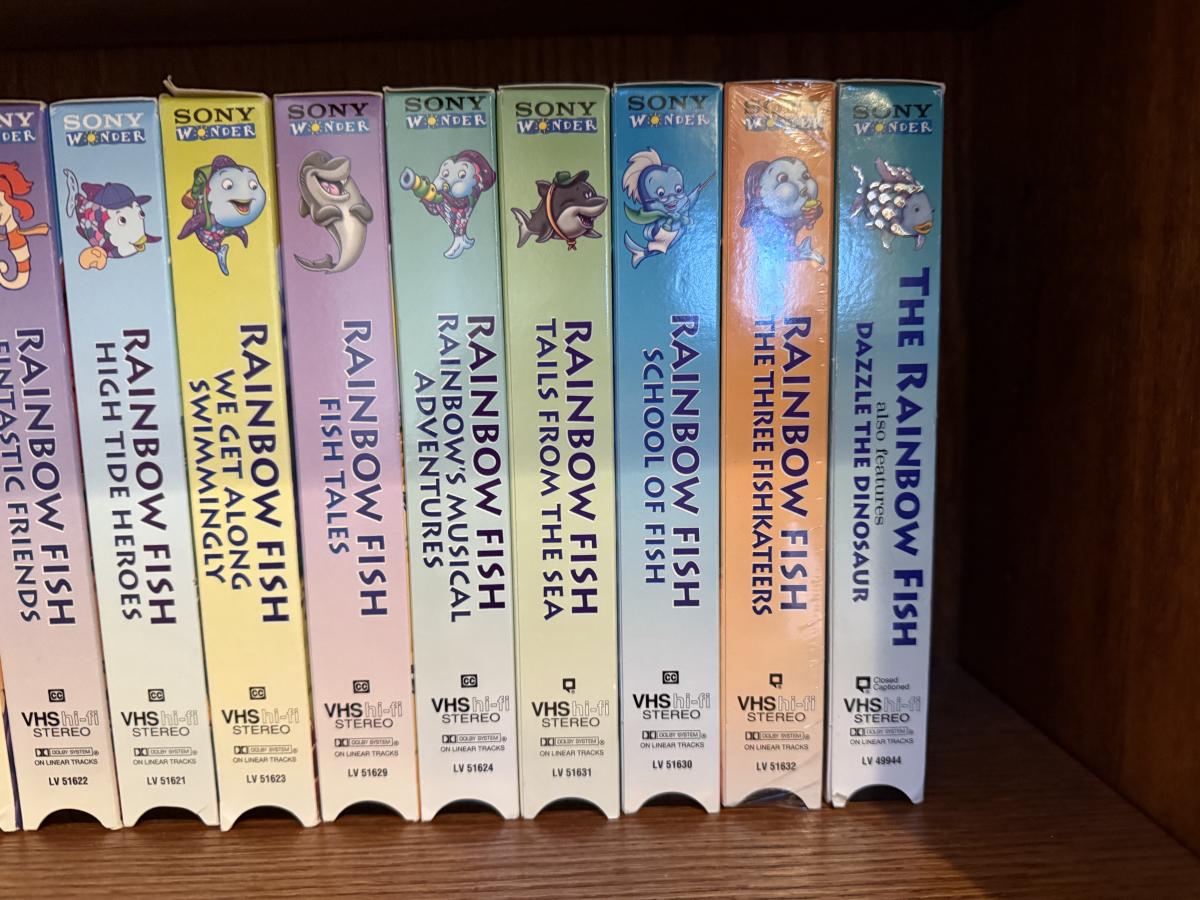 NY
DER
RAINBOW FISH
FINTASTIC FRIENDS
CC
VHS hi-fi
STEREO
DOLBY SYSTEM ®
ON LINEAR TRACKS
LV 51622
SONY
WONDER
RAINBOW FISH
HIGH TIDE HEROES
CC
VHS hi-fi
STEREO
DOLBY SYSTEM ®
ON LINEAR TRACKS
LV 51621
SONY
WONDER
RAINBOW FISH
WE GET ALONG
SWIMMINGLY
CC
VHS hi-fi
STEREO
DOLBY SYSTEM ®
ON LINEAR TRACKS
LV 51623
SONY
WONDER
RAINBOW FISH
FISH TALES
CC
VHS hi-fi
STEREO
DOLBY SYSTEM ®
ON LINEAR TRACKS
LV 51629
SONY
WONDER
RAINBOW FISH
RAINBOW'S MUSICAL
ADVENTURES
CC
VHS hi-fi
STEREO
DOLBY SYSTEM ®
ON LINEAR TRACKS
LV 51624
SONY
WONDER
RAINBOW FISH
TAILS FROM THE SEA
VHS hi-fi
STEREO
DOLBY SYSTEM ®
ON LINEAR TRACKS
LV 51631
SONY
WONDER
RAINBOW FISH
SCHOOL OF FISH
CC
VHS hi-fi
STEREO
DOLBY SYSTEM ®
ON LINEAR TRACKS
LV 51630
SONY
WONDER
RAINBOW FISH
THE THREE FISHKATEERS
VHS hi-fi
STEREO
DOLBY SYSTEM ®
ON LINEAR TRACKS
LV 51632
SONY
WONDER
THE RAINBOW FISH
also features
DAZZLE THE DINOSAUR
Closed
Captioned
VHS hi-fi
STEREO
DOLBY SYSTEM ®
ON LINEAR TRACKS
LV 49944